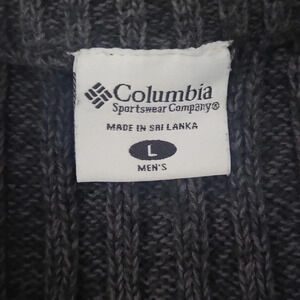 Columbia
Sportswear Company®
MADE IN SRI LANKA
L
MEN'S